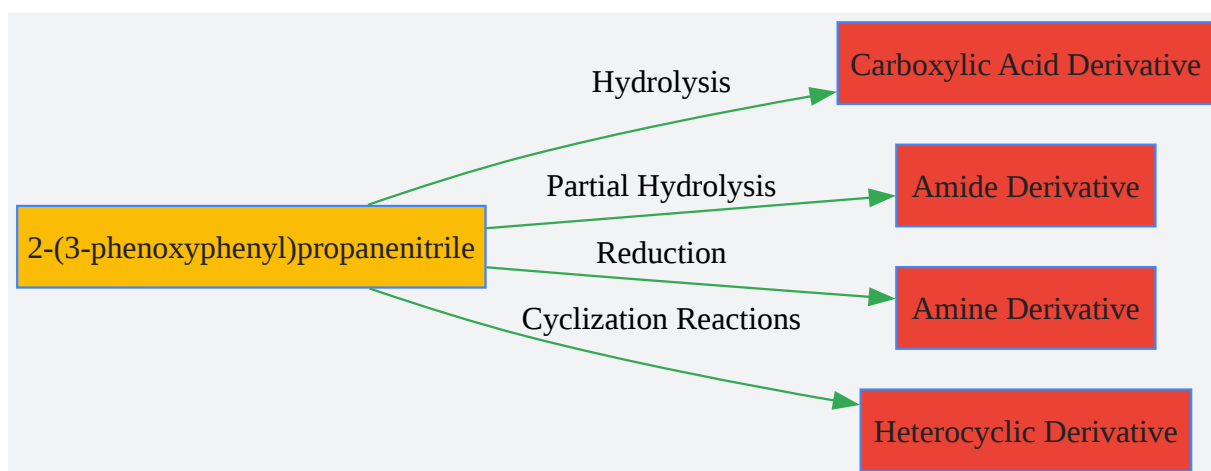 Hydrolysis
Carboxylic Acid Derivative
Partial Hydrolysis
Amide Derivative
2-(3-phenoxyphenyl)propanenitrile
Reduction
Amine Derivative
Cyclization Reactions
Heterocyclic Derivative